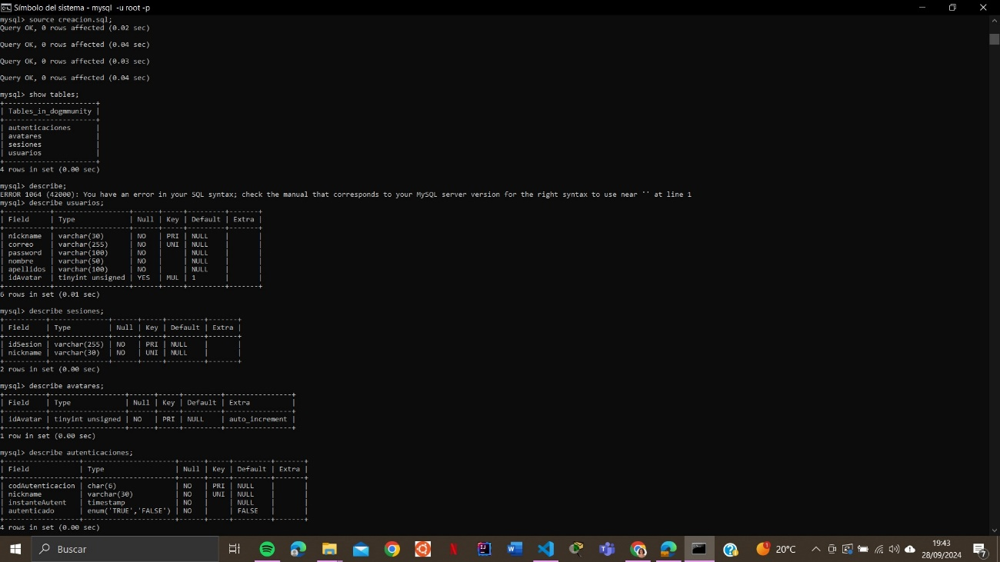 Símbolo del sistema - mysql -u root -p
mysql> source creacion.sql;
Query OK, 0 rows affected (0.02 sec)
Query OK, 0 rows affected (0.04 sec)
Query OK, 0 rows affected (0.03 sec)
Query OK, 0 rows affected (0.04 sec)
mysql> show tables;
+----------------------+
| Tables_in_dogmmunity |
+----------------------+
| autenticaciones      |
| avatares             |
| sesiones             |
| usuarios             |
+----------------------+
4 rows in set (0.00 sec)
mysql> describe;
ERROR 1064 (42000): You have an error in your SQL syntax; check the manual that corresponds to your MySQL server version for the right syntax to use near '' at line 1
mysql> describe usuarios;
+-----------+------------------+------+-----+---------+-------+
| Field     | Type             | Null | Key | Default | Extra |
+-----------+------------------+------+-----+---------+-------+
| nickname  | varchar(30)      | NO   | PRI | NULL    |       |
| correo    | varchar(255)     | NO   | UNI | NULL    |       |
| password  | varchar(100)     | NO   |     | NULL    |       |
| nombre    | varchar(50)      | NO   |     | NULL    |       |
| apellidos | varchar(100)     | NO   |     | NULL    |       |
| idAvatar  | tinyint unsigned | YES  | MUL | 1       |       |
+-----------+------------------+------+-----+---------+-------+
6 rows in set (0.01 sec)
mysql> describe sesiones;
+----------+--------------+------+-----+---------+-------+
| Field    | Type         | Null | Key | Default | Extra |
+----------+--------------+------+-----+---------+-------+
| idSesion | varchar(255) | NO   | PRI | NULL    |       |
| nickname | varchar(30)  | NO   | UNI | NULL    |       |
+----------+--------------+------+-----+---------+-------+
2 rows in set (0.00 sec)
mysql> describe avatares;
+----------+------------------+------+-----+---------+----------------+
| Field    | Type             | Null | Key | Default | Extra          |
+----------+------------------+------+-----+---------+----------------+
| idAvatar | tinyint unsigned | NO   | PRI | NULL    | auto_increment |
+----------+------------------+------+-----+---------+----------------+
1 row in set (0.00 sec)
mysql> describe autenticaciones;
+------------------+----------------------+------+-----+---------+-------+
| Field            | Type                 | Null | Key | Default | Extra |
+------------------+----------------------+------+-----+---------+-------+
| codAutenticacion | char(6)              | NO   | PRI | NULL    |       |
| nickname         | varchar(30)          | NO   | UNI | NULL    |       |
| instanteAutent   | timestamp            | NO   |     | NULL    |       |
| autenticado      | enum('TRUE','FALSE') | NO   |     | FALSE   |       |
+------------------+----------------------+------+-----+---------+-------+
4 rows in set (0.00 sec)
Buscar
20°C
19:43
28/09/2024
7